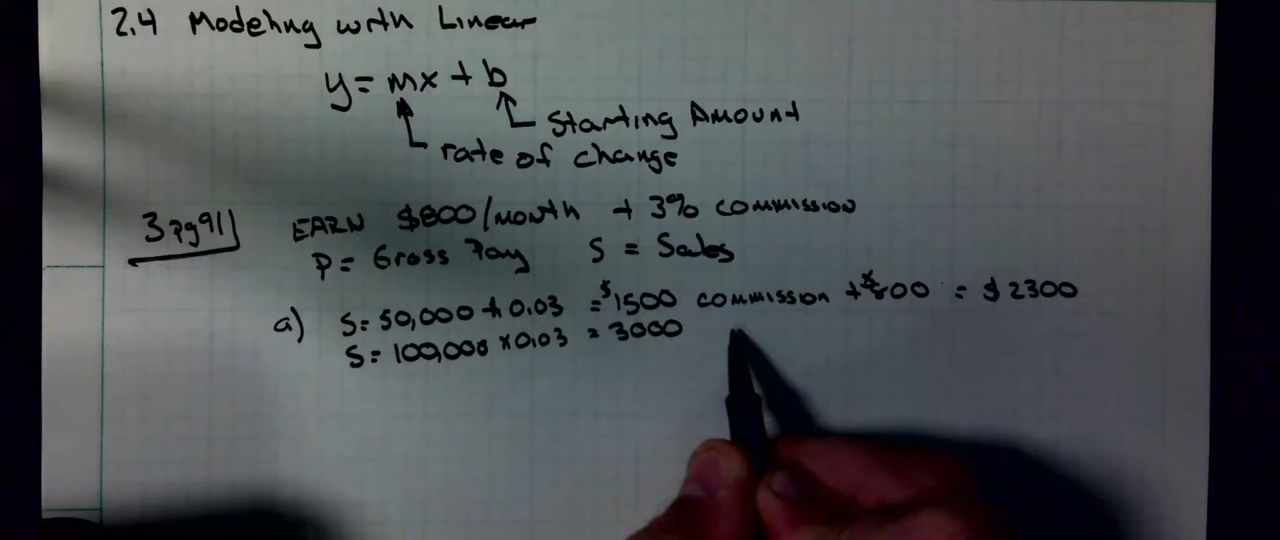 2.4 Modeling with Linear
y = mx + b
Starting Amount
rate of change
3 pg 91
EARN $800/month + 3% commission
P = Gross Pay S = Sales
a) S = 50,000 × 0.03 = $1500 commission + $800 = $2300
S = 100,000 × 0.03 = 3000